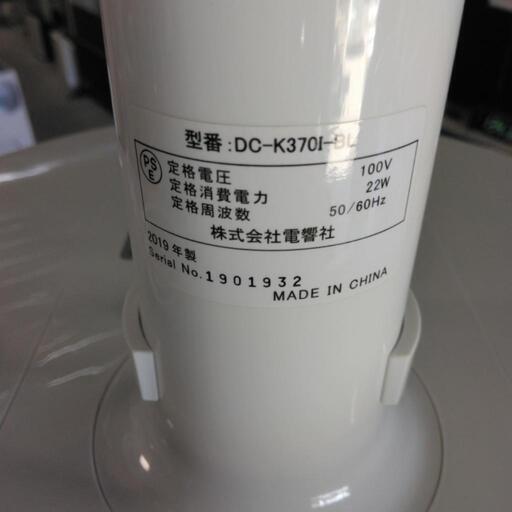 型番:DC-K370I-BL
PSE
定格電圧 100V
定格消費電力 22W
定格周波数 50/60Hz
株式会社電響社
2019年製
Serial No.1901932
MADE IN CHINA